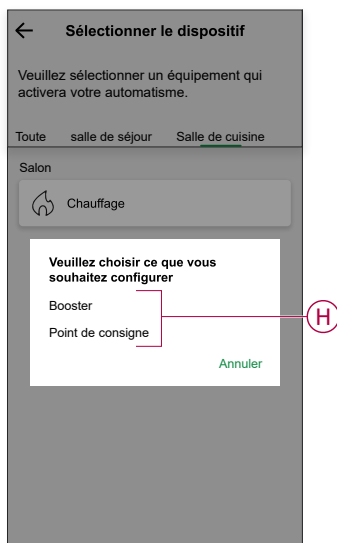 Sélectionner le dispositif
Veuillez sélectionner un équipement qui
activera votre automatisme.
Toute salle de séjour Salle de cuisine
Salon
Chauffage
Veuillez choisir ce que vous
souhaitez configurer
Booster
Point de consigne
H
Annuler